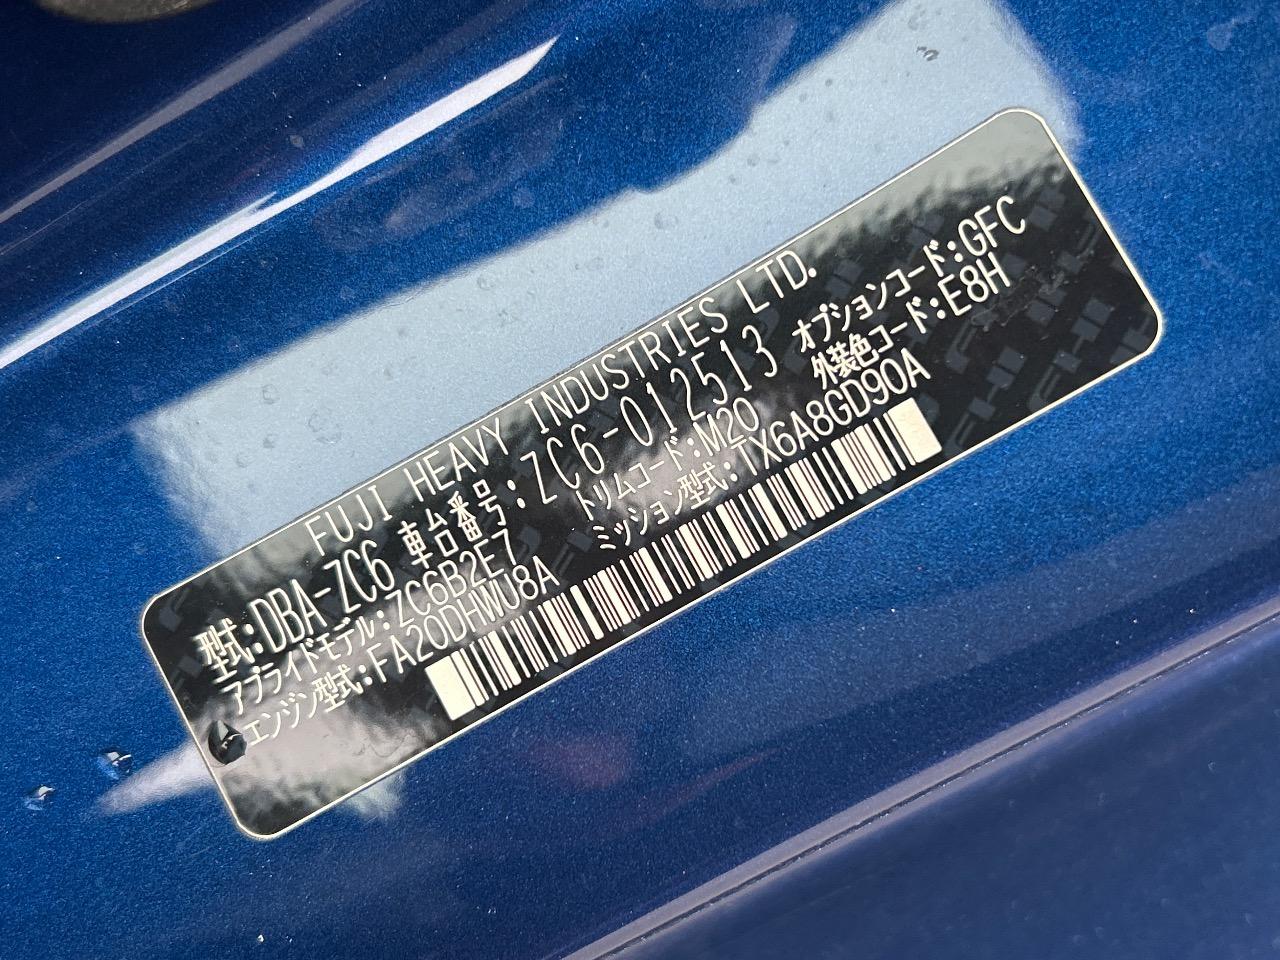 FUJI HEAVY INDUSTRIES LTD.
型式:DBA-ZC6 車台番号:ZC6-012513 オプションコード:GFC
アプライドモデル:ZC6B2E7 トリムコード:M20 外装色コード:E8H
エンジン型式:FA20DHWU8A ミッション型式:TX6A8GD90A